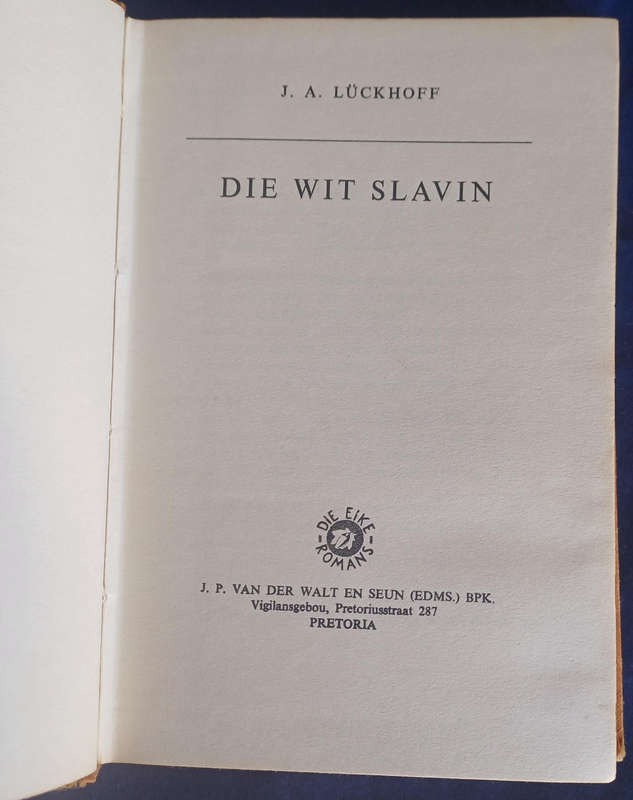 J. A. LÜCKHOFF
DIE WIT SLAVIN
DIE EIKE
ROMANS
J. P. VAN DER WALT EN SEUN (EDMS.) BPK.
Vigilansgebou, Pretoriusstraat 287
PRETORIA